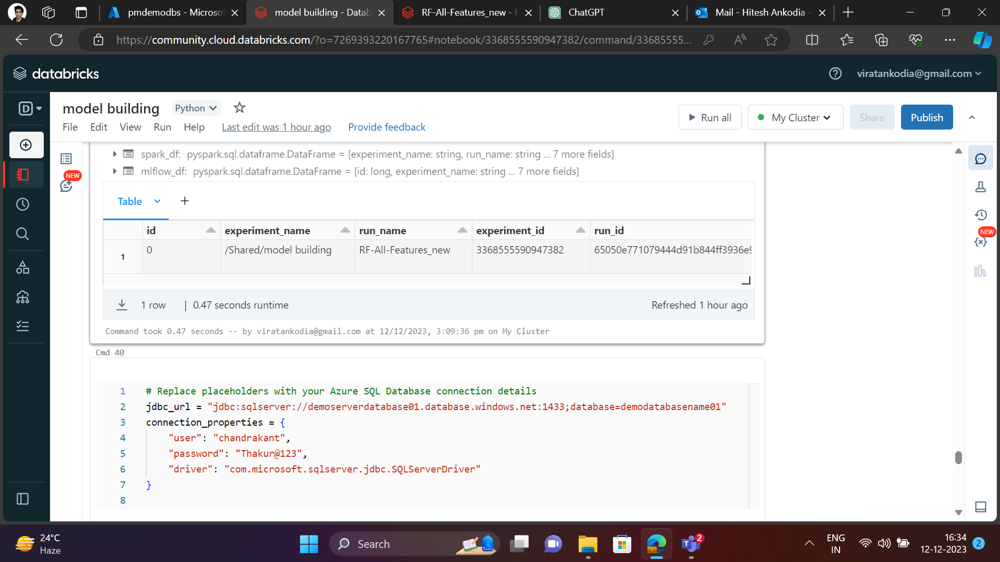 pmdemodbs - Microso
model building - Datab
RF-All-Features_new -
ChatGPT
Mail - Hitesh Ankodia -
https://community.cloud.databricks.com/?o=7269393220167765#notebook/3368555590947382/command/33685555...
databricks
viratankodia@gmail.com
D
model building
Python
File Edit View Run Help Last edit was 1 hour ago Provide feedback
Run all
My Cluster
Share
Publish
NEW
NEW
spark_df: pyspark.sql.dataframe.DataFrame = [experiment_name: string, run_name: string ... 7 more fields]
mlflow_df: pyspark.sql.dataframe.DataFrame = [id: long, experiment_name: string ... 7 more fields]
Table
id experiment_name run_name experiment_id run_id
1 0 /Shared/model building RF-All-Features_new 3368555590947382 65050e771079444d91b844ff3936e9
1 row | 0.47 seconds runtime
Refreshed 1 hour ago
Command took 0.47 seconds -- by viratankodia@gmail.com at 12/12/2023, 3:09:36 pm on My Cluster
Cmd 40
1 # Replace placeholders with your Azure SQL Database connection details
2 jdbc_url = "jdbc:sqlserver://demoserverdatabase01.database.windows.net:1433;database=demodatabasename01"
3 connection_properties = {
4 "user": "chandrakant",
5 "password": "Thakur@123",
6 "driver": "com.microsoft.sqlserver.jdbc.SQLServerDriver"
7 }
8
24°C
Haze
Search
2
ENG
IN
16:34
12-12-2023
2